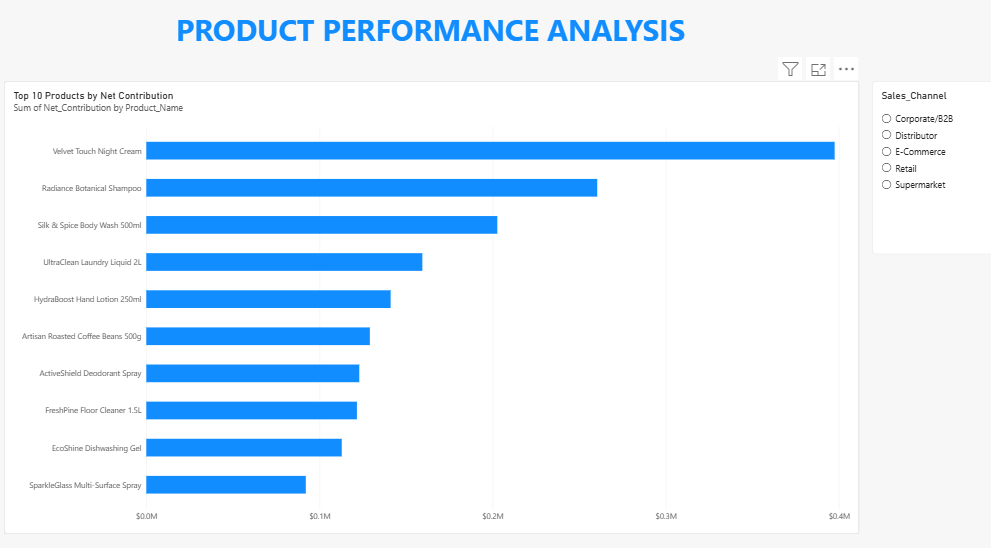 PRODUCT PERFORMANCE ANALYSIS
Top 10 Products by Net Contribution
Sum of Net_Contribution by Product_Name
Velvet Touch Night Cream
Radiance Botanical Shampoo
Silk & Spice Body Wash 500ml
UltraClean Laundry Liquid 2L
HydraBoost Hand Lotion 250ml
Artisan Roasted Coffee Beans 500g
ActiveShield Deodorant Spray
FreshPine Floor Cleaner 1.5L
EcoShine Dishwashing Gel
SparkleGlass Multi-Surface Spray
$0.0M $0.1M $0.2M $0.3M $0.4M
Sales_Channel
Corporate/B2B
Distributor
E-Commerce
Retail
Supermarket